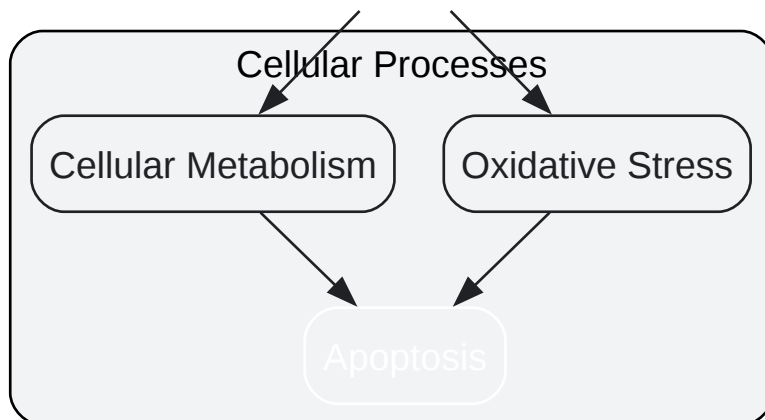 Cellular Processes
Cellular Metabolism
Oxidative Stress
Apoptosis